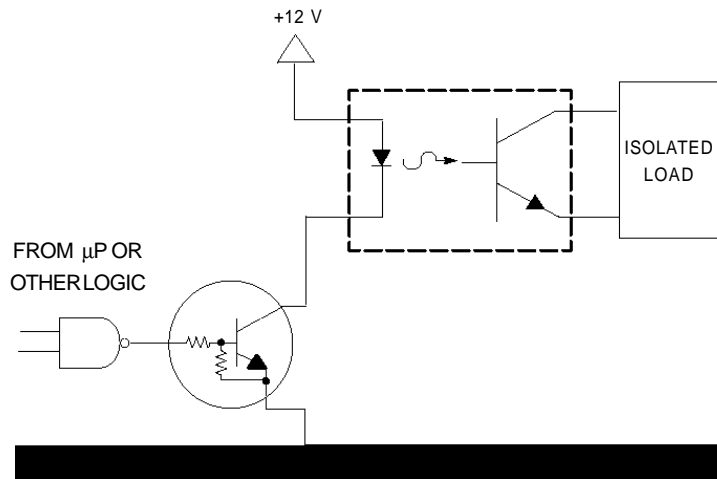 +12 V
ISOLATED
LOAD
FROM µP OR
OTHER LOGIC